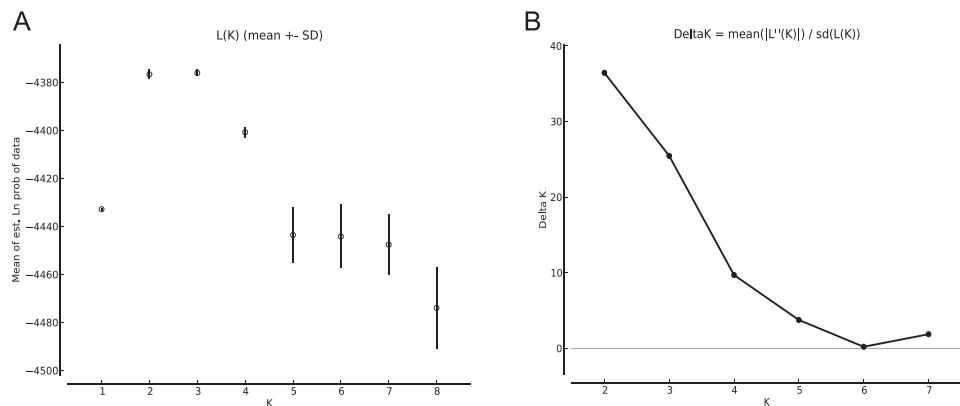 A
L(K) (mean +- SD)
Mean of est. Ln prob of data
−4380
−4400
−4420
−4440
−4460
−4480
−4500
1 2 3 4 5 6 7 8
K
B
DeltaK = mean(|L''(K)|) / sd(L(K))
Delta K
40
30
20
10
0
2 3 4 5 6 7
K